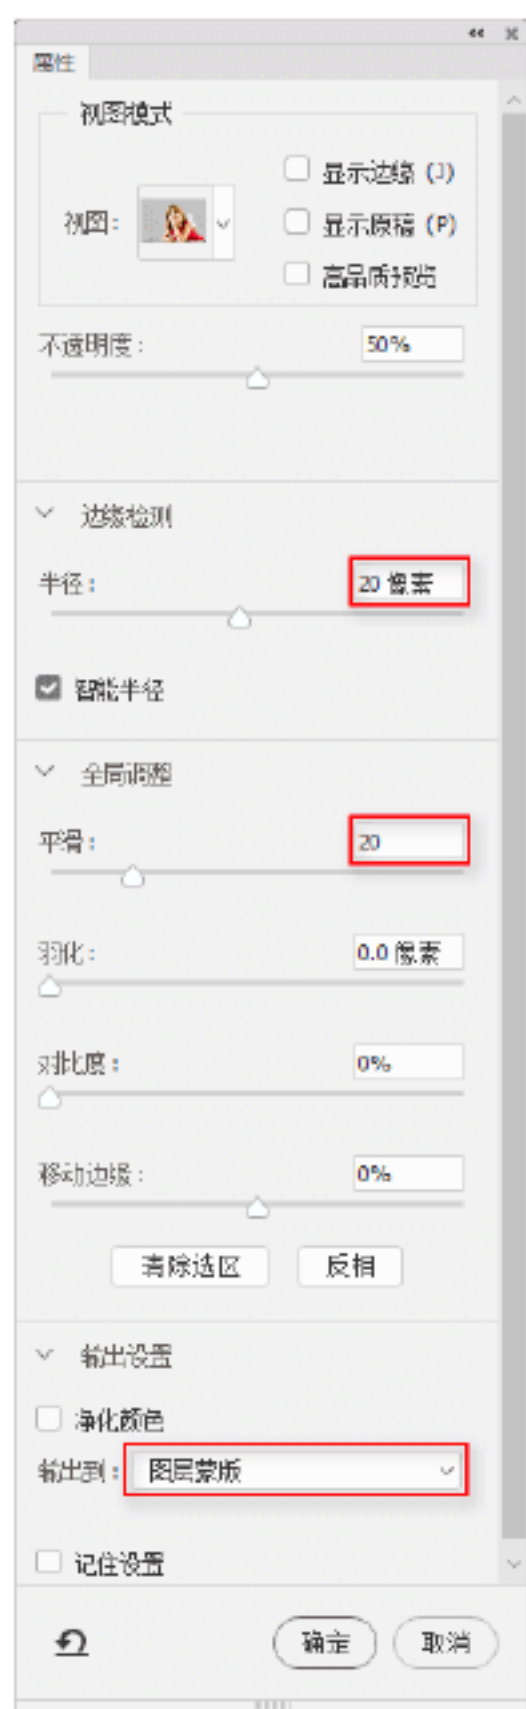 属性
视图模式
视图：
显示边缘 (J)
显示原稿 (P)
高品质预览
不透明度： 50%
边缘检测
半径： 20 像素
智能半径
全局调整
平滑： 20
羽化： 0.0 像素
对比度： 0%
移动边缘： 0%
清除选区 反相
输出设置
净化颜色
输出到： 图层蒙版
记住设置
确定 取消